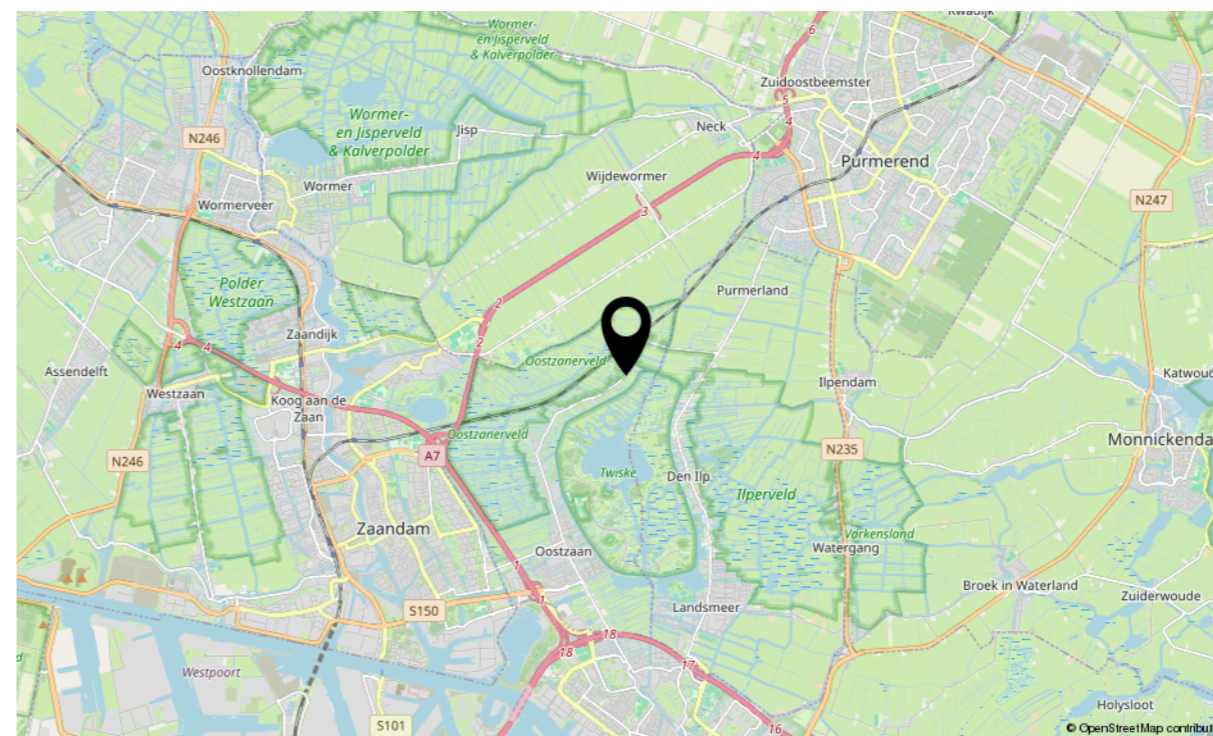 Kwadijk
Wormer-
en Jisperveld
& Kalverpolder
6
Oostknollendam
Zuidoostbeemster
5
4
Wormer-
en Jisperveld
& Kalverpolder
Jisp
Neck
N246
4
Purmerend
Wijdewormer
Wormer
N247
Wormerveer
3
Polder
Westzaan
Purmerland
2
Zaandijk
2
4
4
Oostzanerveld
Assendelft
Katwoud
Ilpendam
Westzaan
Koog aan de
Zaan
Oostzanerveld
Monnickenda
A7
N235
N246
Twiske
Den Ilp
Ilperveld
Zaandam
Varkensland
Oostzaan
Watergang
1
Broek in Waterland
Zuiderwoude
1
S150
Landsmeer
18
18
17
d
Westpoort
Holysloot
S101
16
© OpenStreetMap contribut